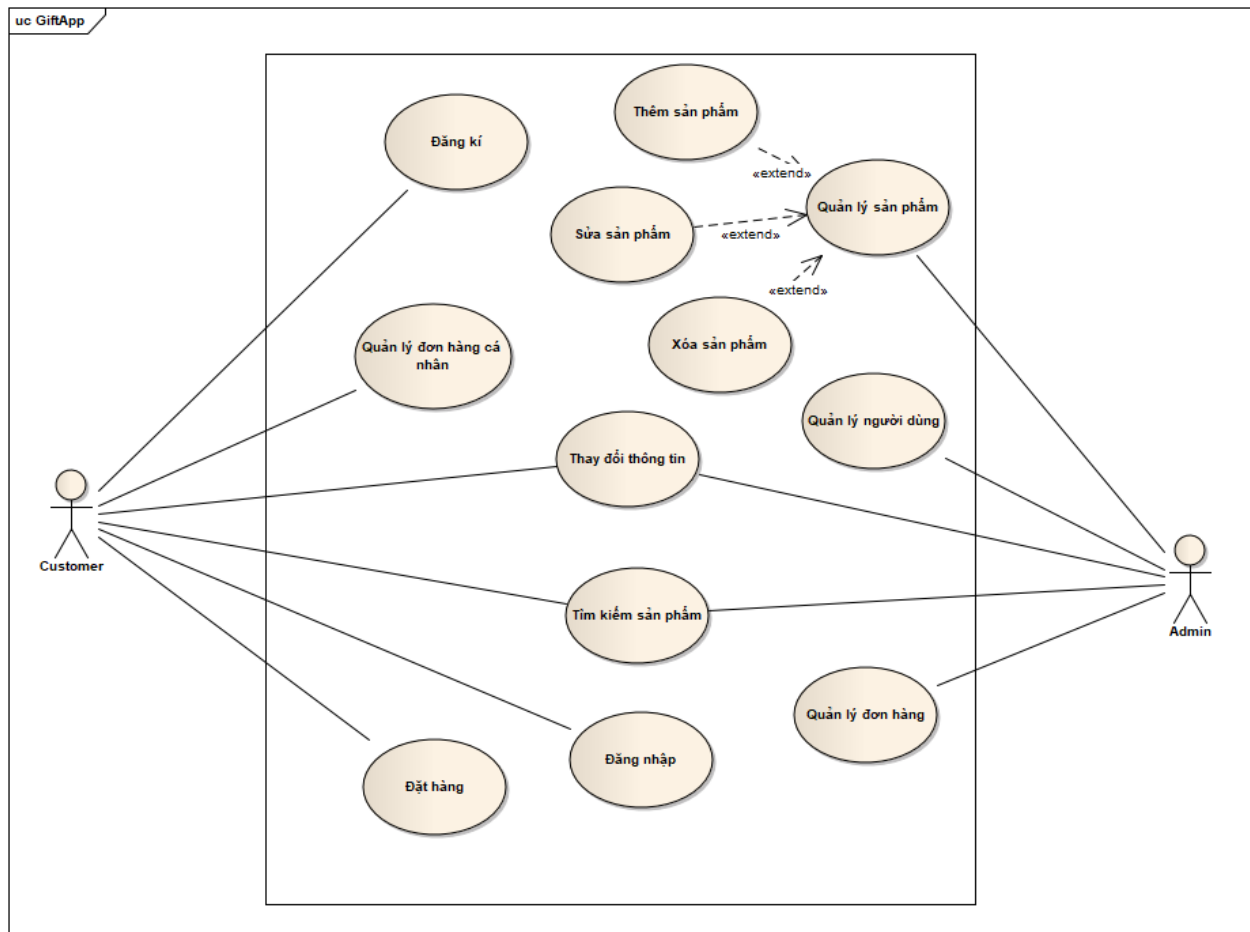 uc GiftApp
Thêm sản phẩm
Đăng kí
«extend»
Quản lý sản phẩm
Sửa sản phẩm
«extend»
«extend»
Xóa sản phẩm
Quản lý đơn hàng cá
nhân
Quản lý người dùng
Thay đổi thông tin
Customer
Tìm kiếm sản phẩm
Admin
Quản lý đơn hàng
Đăng nhập
Đặt hàng